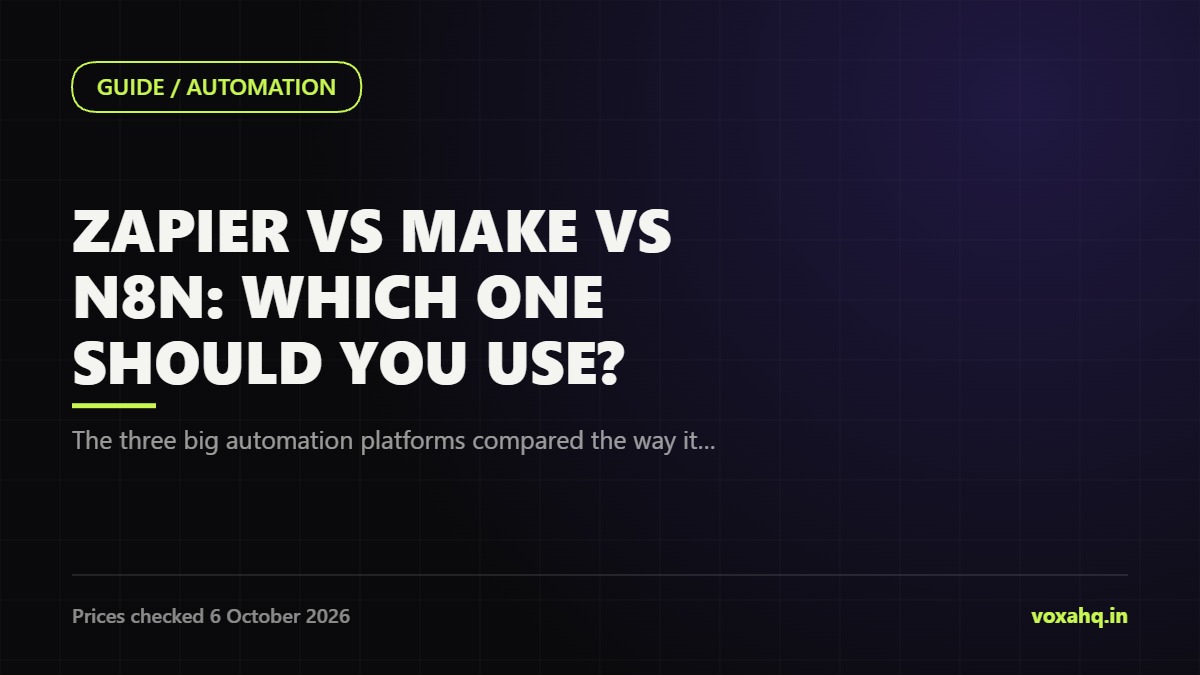 GUIDE / AUTOMATION
ZAPIER VS MAKE VS
N8N: WHICH ONE
SHOULD YOU USE?
The three big automation platforms compared the way it...
Prices checked 6 October 2026
voxahq.in